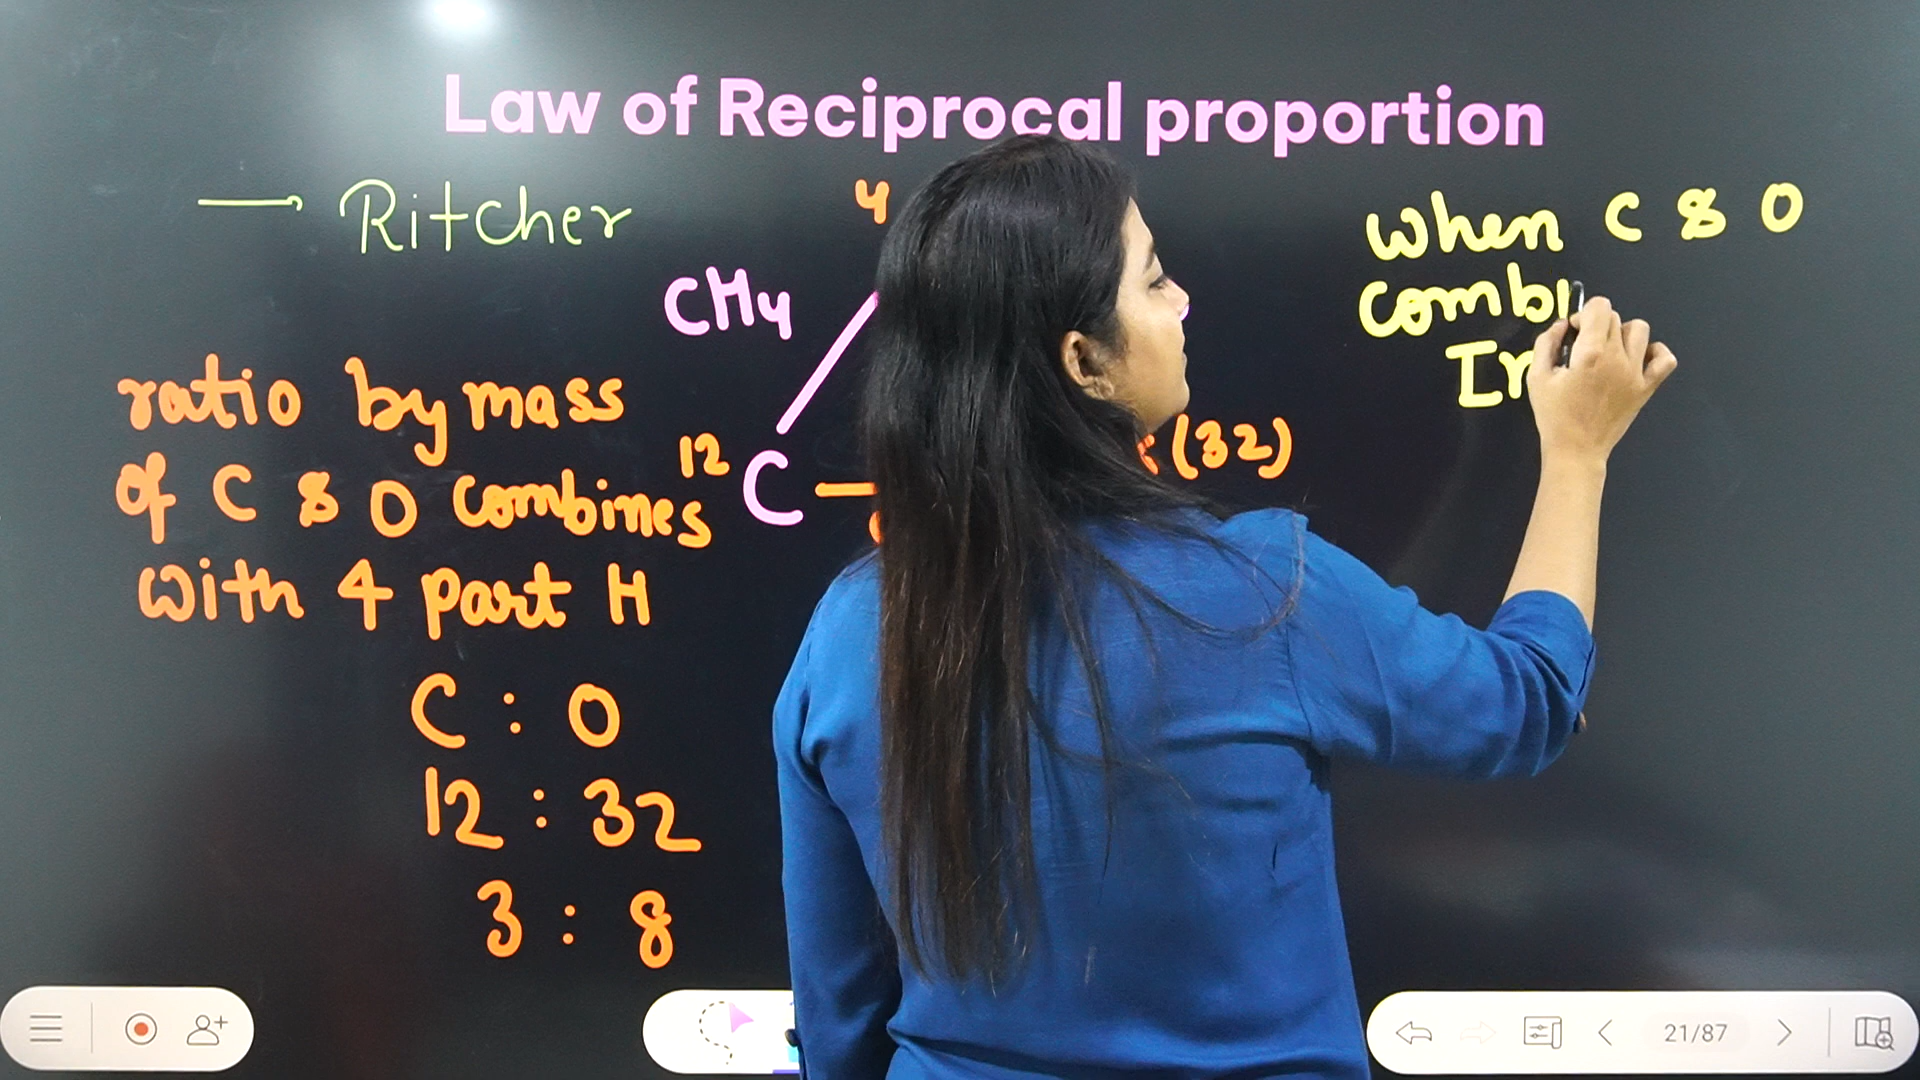 Law of Reciprocal proportion
Ritcher
4
CH4
ratio by mass
of C & O combines
with 4 part H
12
C
(32)
C : O
12 : 32
3 : 8
when C & O
21/87